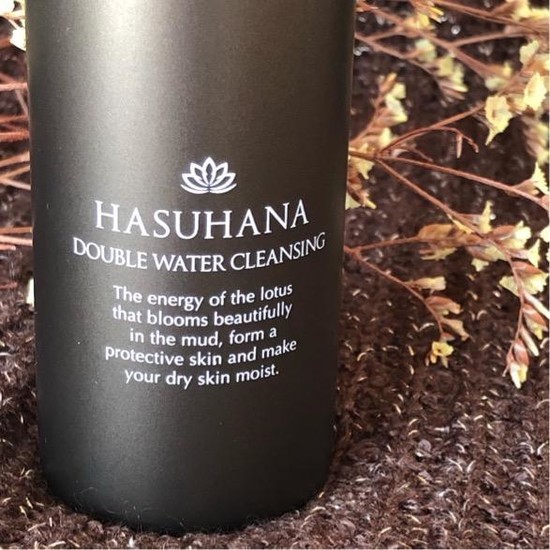 HASUHANA
DOUBLE WATER CLEANSING
The energy of the lotus
that blooms beautifully
in the mud, form a
protective skin and make
your dry skin moist.